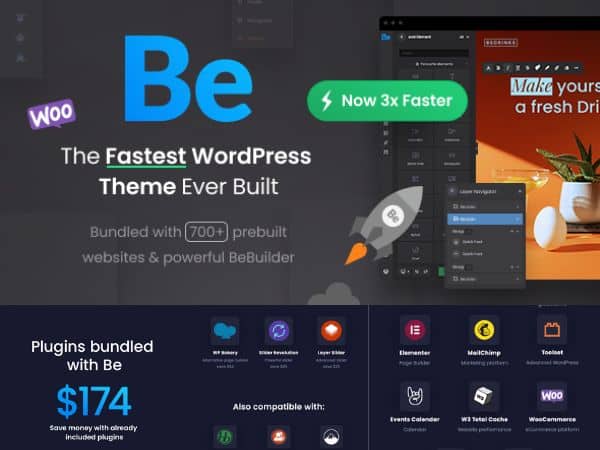 Be
Now 3x Faster
WOO
The Fastest WordPress
Theme Ever Built
Bundled with 700+ prebuilt
websites & powerful BeBuilder
BEDRINKS
Make yours
a fresh Dri
Layer Navigator
Be
Plugins bundled
with Be
$174
Save money with already
included plugins
WP Bakery
Slider Revolution
Layer Slider
Also compatible with:
Elementor
Page Builder
MailChimp
Marketing platform
Toolset
Advanced WordPress
Events Calendar
Calendar
W3 Total Cache
Website performance
WOO
WooCommerce
eCommerce platform